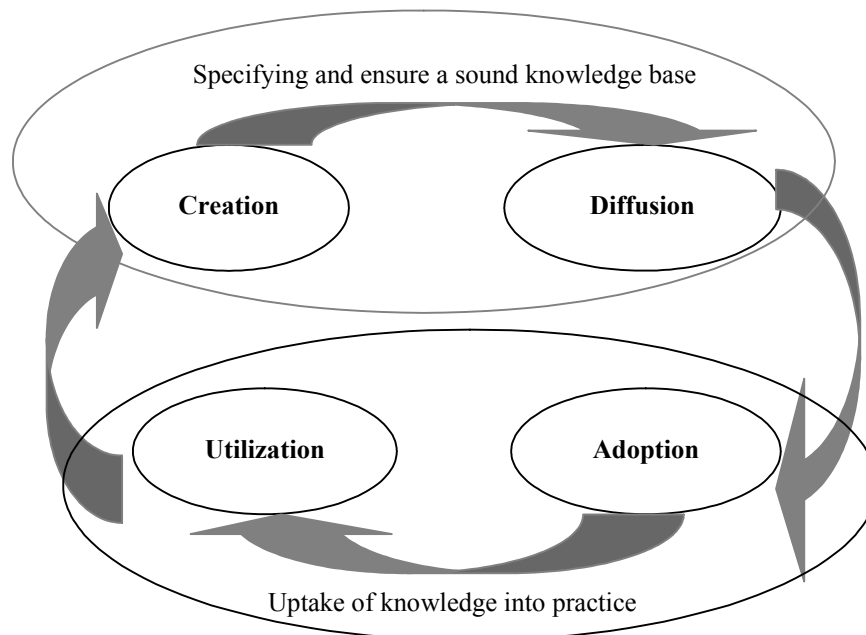 Specifying and ensure a sound knowledge base
Creation
Diffusion
Utilization
Adoption
Uptake of knowledge into practice